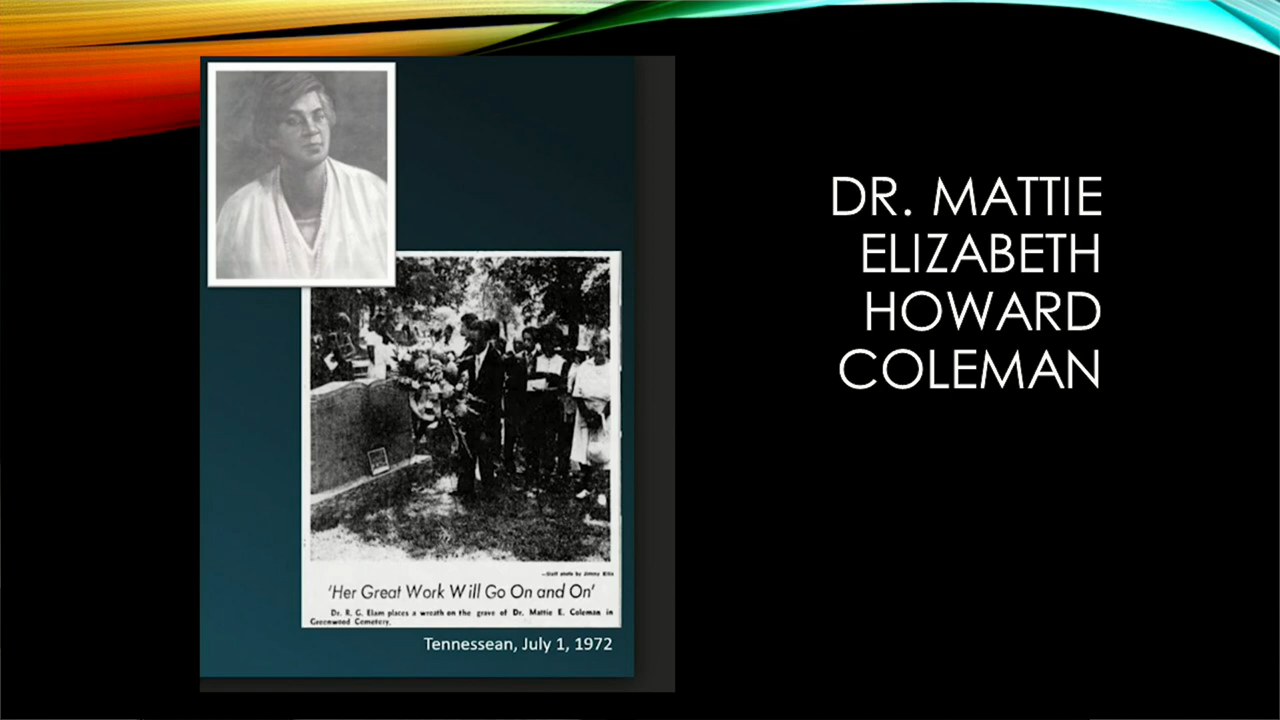 DR. MATTIE
ELIZABETH
HOWARD
COLEMAN
—Staff photo by Jimmy Ellis
'Her Great Work Will Go On and On'
Dr. R. G. Elam places a wreath on the grave of Dr. Mattie E. Coleman in
Greenwood Cemetery.
Tennessean, July 1, 1972